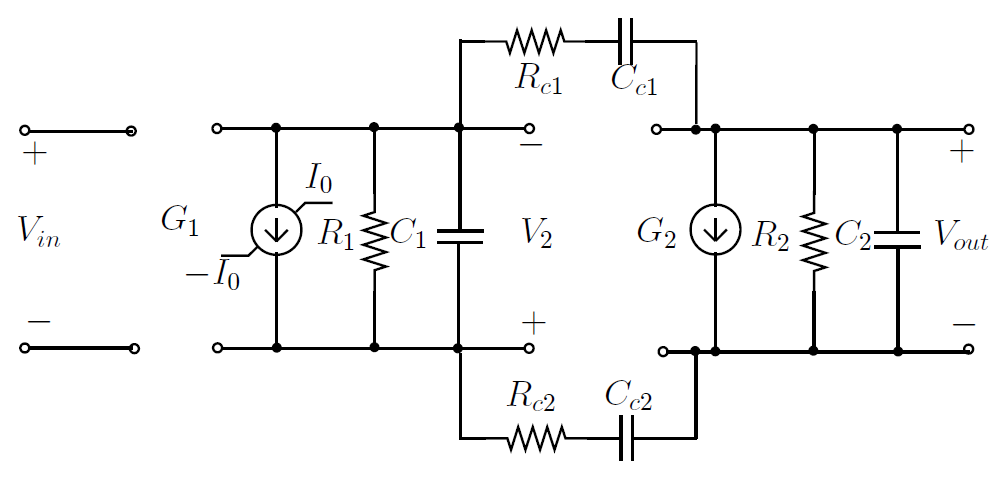 R_{c1}
C_{c1}
+ − +
I_0
V_{in} G_1 R_1 C_1 V_2 G_2 R_2 C_2 V_{out}
−I_0
− + −
R_{c2} C_{c2}